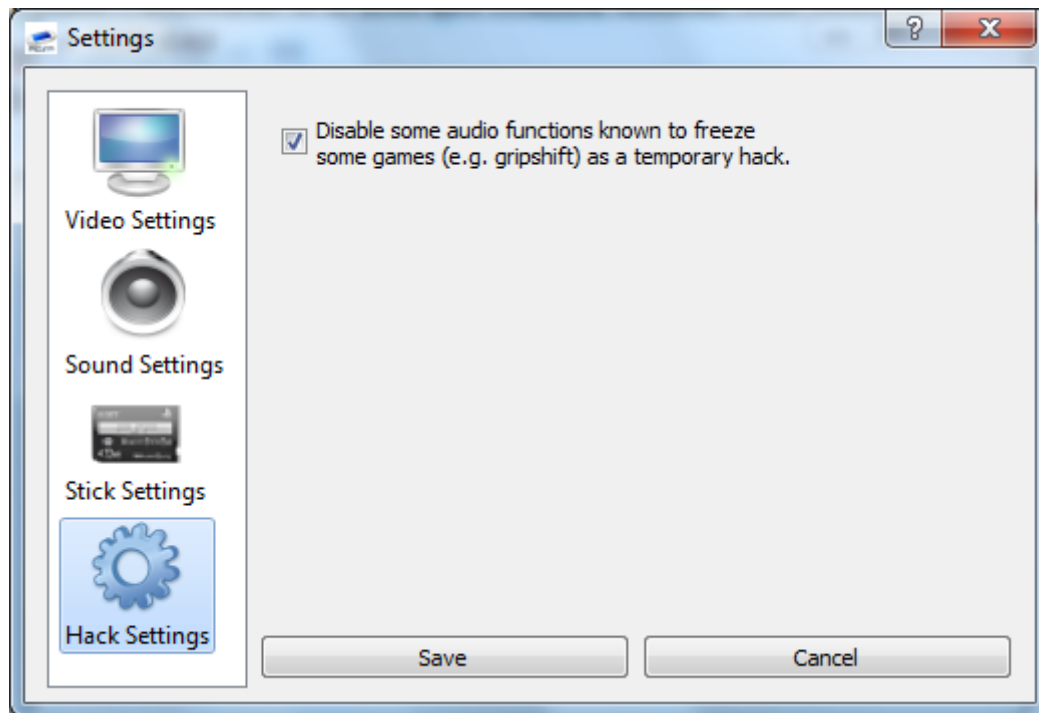 Settings
Video Settings
Sound Settings
Stick Settings
Hack Settings
Disable some audio functions known to freeze
some games (e.g. gripshift) as a temporary hack.
Save
Cancel